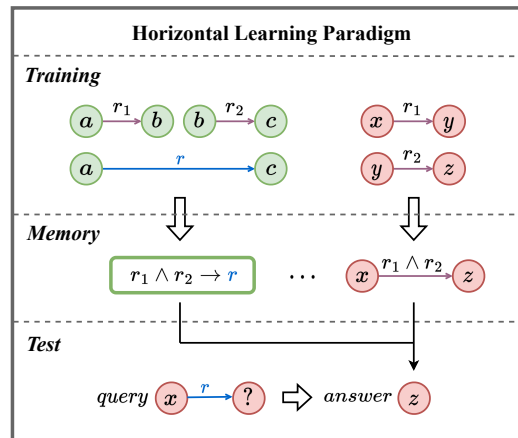 Horizontal Learning Paradigm
Training
a r₁ b b r₂ c x r₁ y
a r c y r₂ z
Memory
r₁ ∧ r₂ → r ... x r₁ ∧ r₂ z
Test
query x r ? answer z